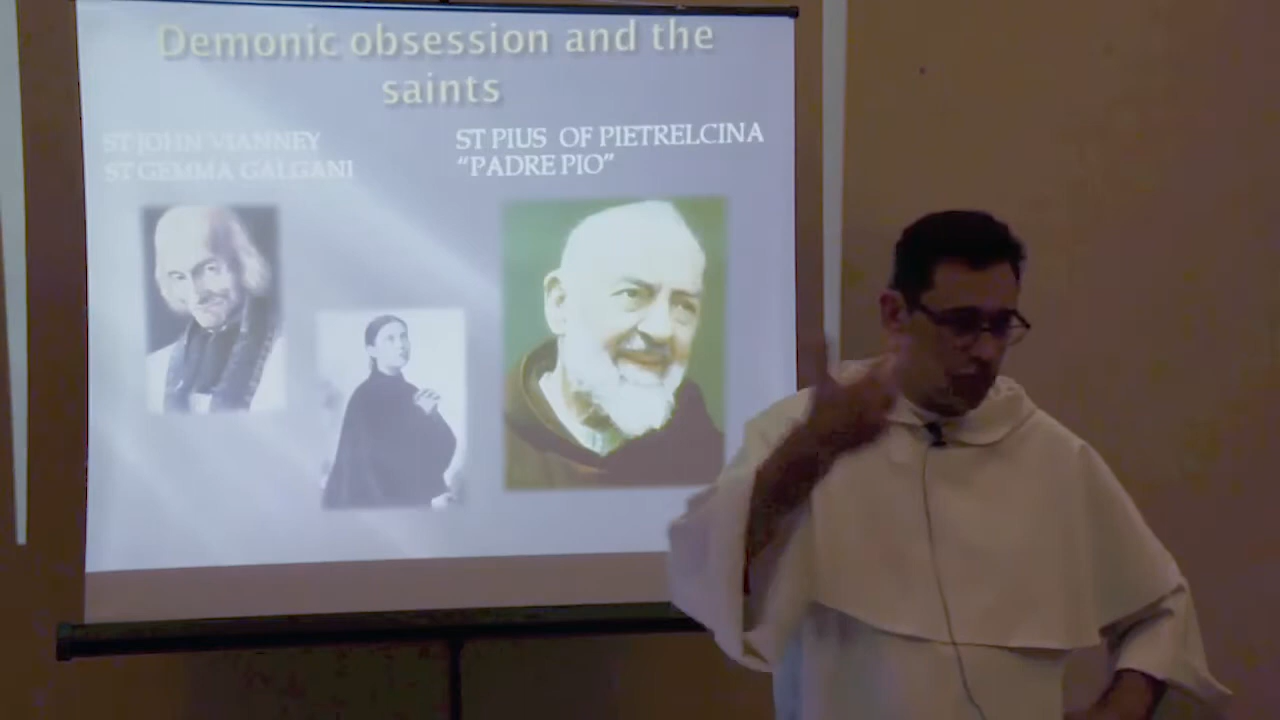 Demonic obsession and the
saints
ST JOHN VIANNEY
ST GEMMA GALGANI
ST PIUS OF PIETRELCINA
“PADRE PIO”